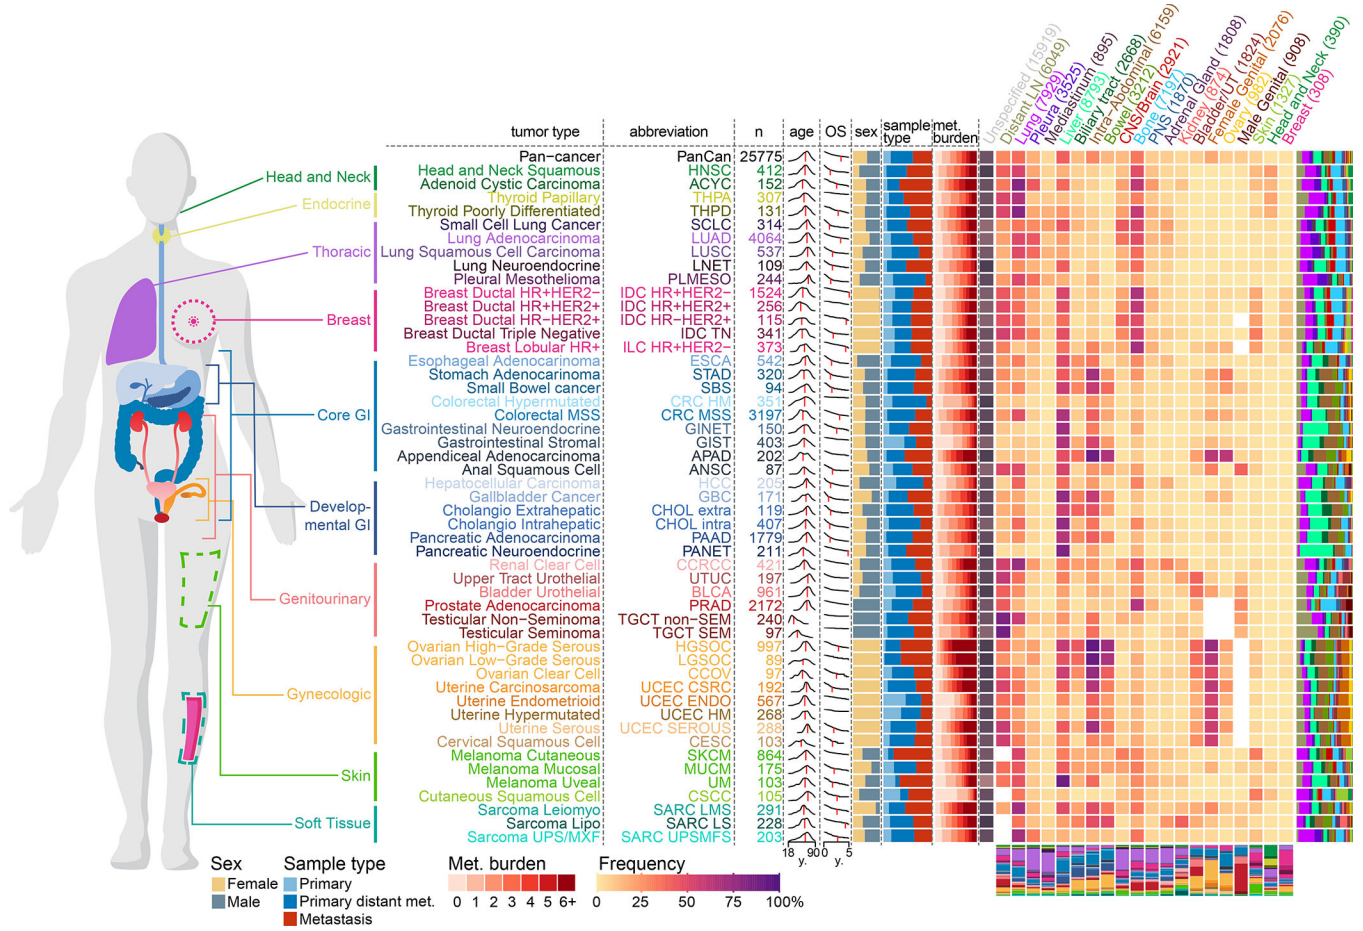 Unspecified (15919)
Distant LN (6049)
Lung (7929)
Pleura (3525)
Mediastinum (895)
Liver (8793)
Biliary tract (2668)
Intra-Abdominal (6159)
Bowel (3212)
CNS/Brain (2921)
Bone (7197)
PNS (1870)
Adrenal Gland (1808)
Kidney (874)
Bladder/UT (1824)
Female Genital (2076)
Ovary (982)
Male Genital (908)
Skin (1327)
Head and Neck (390)
Breast (308)
tumor type abbreviation n age OS sex sample type met. burden
Pan-cancer PanCan 25775
Head and Neck Squamous HNSC 412
Adenoid Cystic Carcinoma ACYC 152
Thyroid Papillary THPA 307
Thyroid Poorly Differentiated THPD 131
Small Cell Lung Cancer SCLC 314
Lung Adenocarcinoma LUAD 4064
Lung Squamous Cell Carcinoma LUSC 537
Lung Neuroendocrine LNET 109
Pleural Mesothelioma PLMESO 244
Breast Ductal HR+HER2− IDC HR+HER2− 1524
Breast Ductal HR+HER2+ IDC HR+HER2+ 256
Breast Ductal HR−HER2+ IDC HR−HER2+ 115
Breast Ductal Triple Negative IDC TN 341
Breast Lobular HR+ ILC HR+HER2− 373
Esophageal Adenocarcinoma ESCA 542
Stomach Adenocarcinoma STAD 320
Small Bowel cancer SBS 94
Colorectal Hypermutated CRC HM 351
Colorectal MSS CRC MSS 3197
Gastrointestinal Neuroendocrine GINET 150
Gastrointestinal Stromal GIST 403
Appendiceal Adenocarcinoma APAD 202
Anal Squamous Cell ANSC 87
Hepatocellular Carcinoma HCC 205
Gallbladder Cancer GBC 171
Cholangio Extrahepatic CHOL extra 119
Cholangio Intrahepatic CHOL intra 407
Pancreatic Adenocarcinoma PAAD 1779
Pancreatic Neuroendocrine PANET 211
Renal Clear Cell CCRCC 421
Upper Tract Urothelial UTUC 197
Bladder Urothelial BLCA 961
Prostate Adenocarcinoma PRAD 2172
Testicular Non-Seminoma TGCT non-SEM 240
Testicular Seminoma TGCT SEM 97
Ovarian High-Grade Serous HGSOC 997
Ovarian Low-Grade Serous LGSOC 89
Ovarian Clear Cell CCOV 97
Uterine Carcinosarcoma UCEC CSRC 192
Uterine Endometrioid UCEC ENDO 567
Uterine Hypermutated UCEC HM 268
Uterine Serous UCEC SEROUS 288
Cervical Squamous Cell CESC 103
Melanoma Cutaneous SKCM 864
Melanoma Mucosal MUCM 175
Melanoma Uveal UM 103
Cutaneous Squamous Cell CSCC 105
Sarcoma Leiomyo SARC LMS 291
Sarcoma Lipo SARC LS 228
Sarcoma UPS/MXF SARC UPSMFS 203
18 90 0 5
y. y.
Head and Neck
Endocrine
Thoracic
Breast
Core GI
Develop-
mental GI
Genitourinary
Gynecologic
Skin
Soft Tissue
Sex
Female
Male
Sample type
Primary
Primary distant met.
Metastasis
Met. burden
0 1 2 3 4 5 6+
Frequency
0 25 50 75 100%